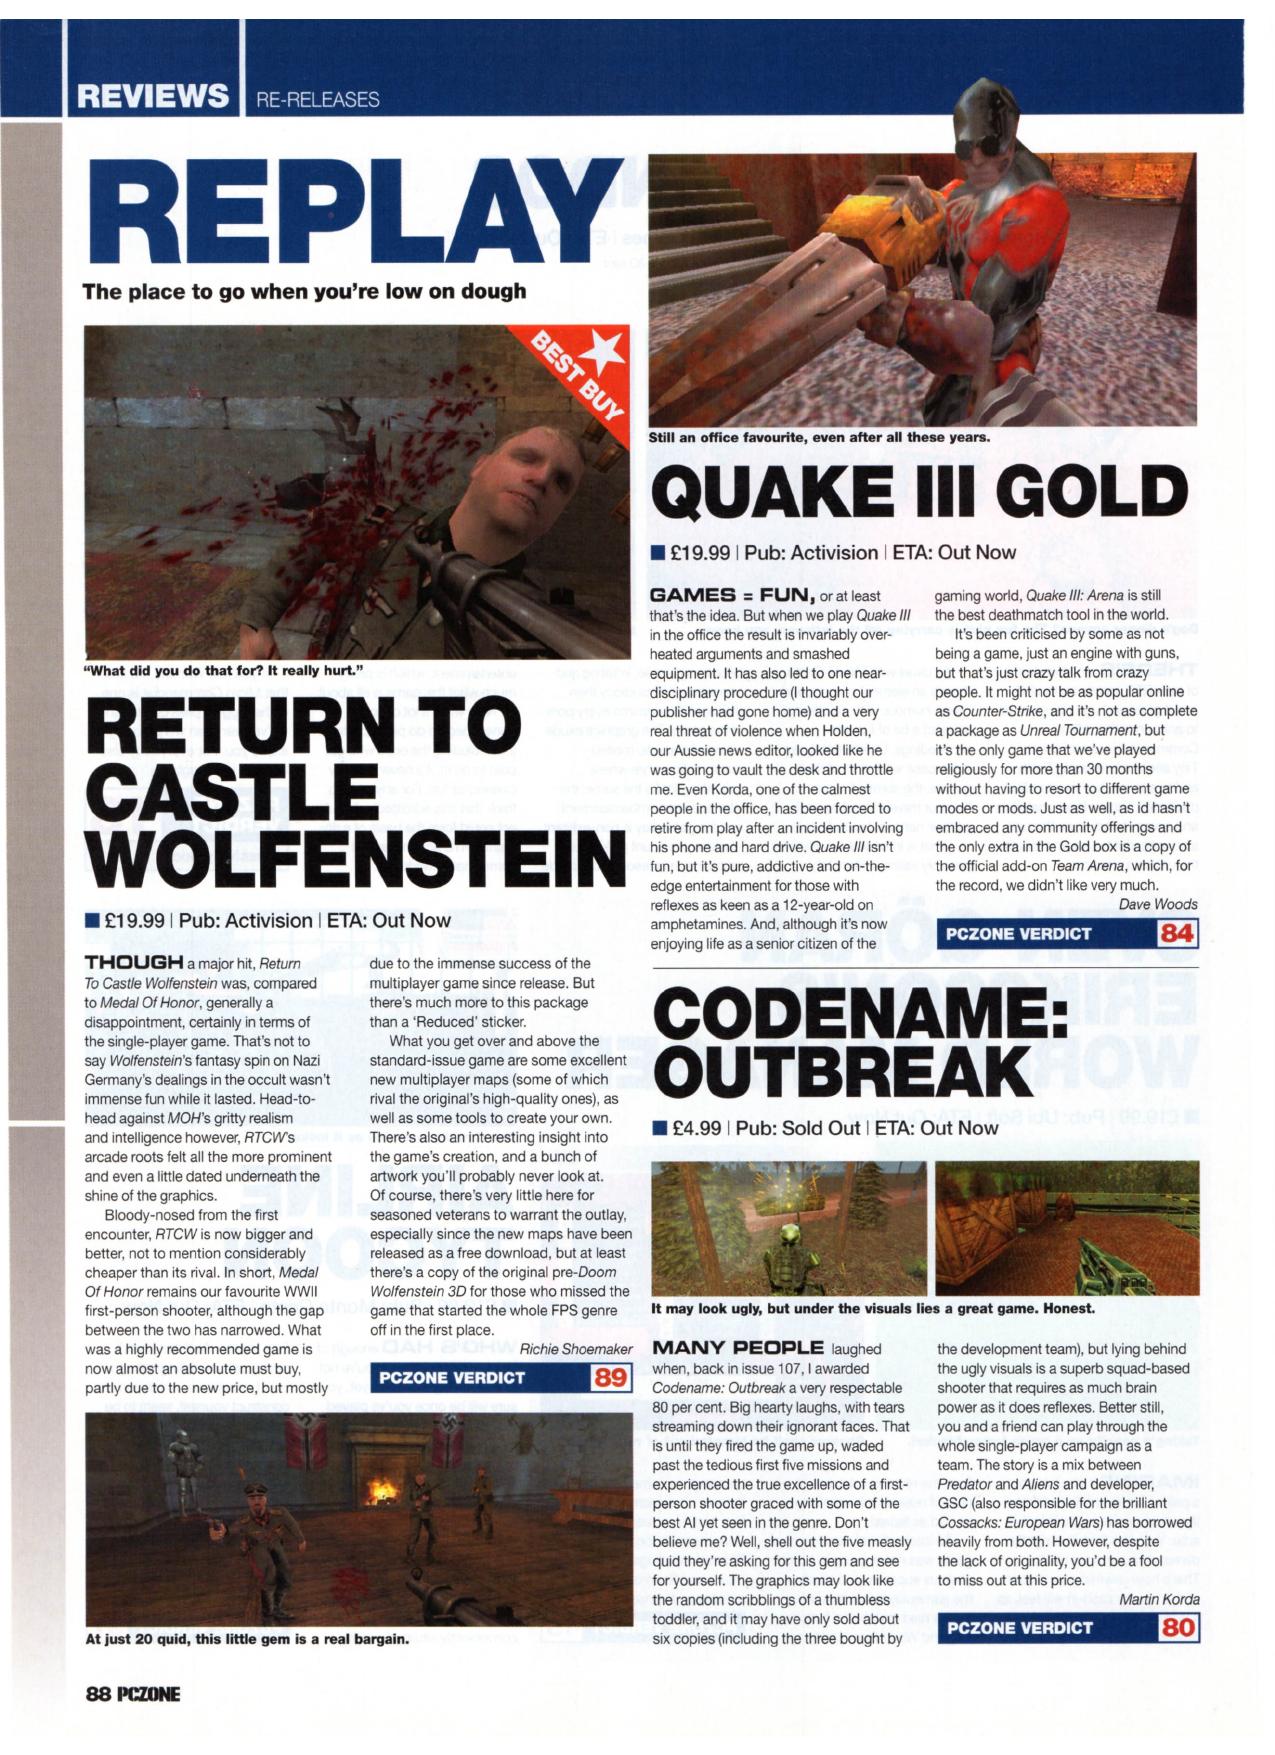 REVIEWS
RE-RELEASES
REPLAY
The place to go when you're low on dough
BEST BUY
"What did you do that for? It really hurt."
RETURN TO
CASTLE
WOLFENSTEIN
£19.99 | Pub: Activision | ETA: Out Now
THOUGH a major hit, Return
To Castle Wolfenstein was, compared
to Medal Of Honor, generally a
disappointment, certainly in terms of
the single-player game. That's not to
say Wolfenstein's fantasy spin on Nazi
Germany's dealings in the occult wasn't
immense fun while it lasted. Head-to-
head against MOH's gritty realism
and intelligence however, RTCW's
arcade roots felt all the more prominent
and even a little dated underneath the
shine of the graphics.
Bloody-nosed from the first
encounter, RTCW is now bigger and
better, not to mention considerably
cheaper than its rival. In short, Medal
Of Honor remains our favourite WWII
first-person shooter, although the gap
between the two has narrowed. What
was a highly recommended game is
now almost an absolute must buy,
partly due to the new price, but mostly
due to the immense success of the
multiplayer game since release. But
there's much more to this package
than a 'Reduced' sticker.
What you get over and above the
standard-issue game are some excellent
new multiplayer maps (some of which
rival the original's high-quality ones), as
well as some tools to create your own.
There's also an interesting insight into
the game's creation, and a bunch of
artwork you'll probably never look at.
Of course, there's very little here for
seasoned veterans to warrant the outlay,
especially since the new maps have been
released as a free download, but at least
there's a copy of the original pre-Doom
Wolfenstein 3D for those who missed the
game that started the whole FPS genre
off in the first place.
Richie Shoemaker
PCZONE VERDICT 89
At just 20 quid, this little gem is a real bargain.
Still an office favourite, even after all these years.
QUAKE III GOLD
£19.99 | Pub: Activision | ETA: Out Now
GAMES = FUN, or at least
that's the idea. But when we play Quake III
in the office the result is invariably over-
heated arguments and smashed
equipment. It has also led to one near-
disciplinary procedure (I thought our
publisher had gone home) and a very
real threat of violence when Holden,
our Aussie news editor, looked like he
was going to vault the desk and throttle
me. Even Korda, one of the calmest
people in the office, has been forced to
retire from play after an incident involving
his phone and hard drive. Quake III isn't
fun, but it's pure, addictive and on-the-
edge entertainment for those with
reflexes as keen as a 12-year-old on
amphetamines. And, although it's now
enjoying life as a senior citizen of the
gaming world, Quake III: Arena is still
the best deathmatch tool in the world.
It's been criticised by some as not
being a game, just an engine with guns,
but that's just crazy talk from crazy
people. It might not be as popular online
as Counter-Strike, and it's not as complete
a package as Unreal Tournament, but
it's the only game that we've played
religiously for more than 30 months
without having to resort to different game
modes or mods. Just as well, as id hasn't
embraced any community offerings and
the only extra in the Gold box is a copy of
the official add-on Team Arena, which, for
the record, we didn't like very much.
Dave Woods
PCZONE VERDICT 84
CODENAME:
OUTBREAK
£4.99 | Pub: Sold Out | ETA: Out Now
It may look ugly, but under the visuals lies a great game. Honest.
MANY PEOPLE laughed
when, back in issue 107, I awarded
Codename: Outbreak a very respectable
80 per cent. Big hearty laughs, with tears
streaming down their ignorant faces. That
is until they fired the game up, waded
past the tedious first five missions and
experienced the true excellence of a first-
person shooter graced with some of the
best AI yet seen in the genre. Don't
believe me? Well, shell out the five measly
quid they're asking for this gem and see
for yourself. The graphics may look like
the random scribblings of a thumbless
toddler, and it may have only sold about
six copies (including the three bought by
the development team), but lying behind
the ugly visuals is a superb squad-based
shooter that requires as much brain
power as it does reflexes. Better still,
you and a friend can play through the
whole single-player campaign as a
team. The story is a mix between
Predator and Aliens and developer,
GSC (also responsible for the brilliant
Cossacks: European Wars) has borrowed
heavily from both. However, despite
the lack of originality, you'd be a fool
to miss out at this price.
Martin Korda
PCZONE VERDICT 80
88 PCZONE